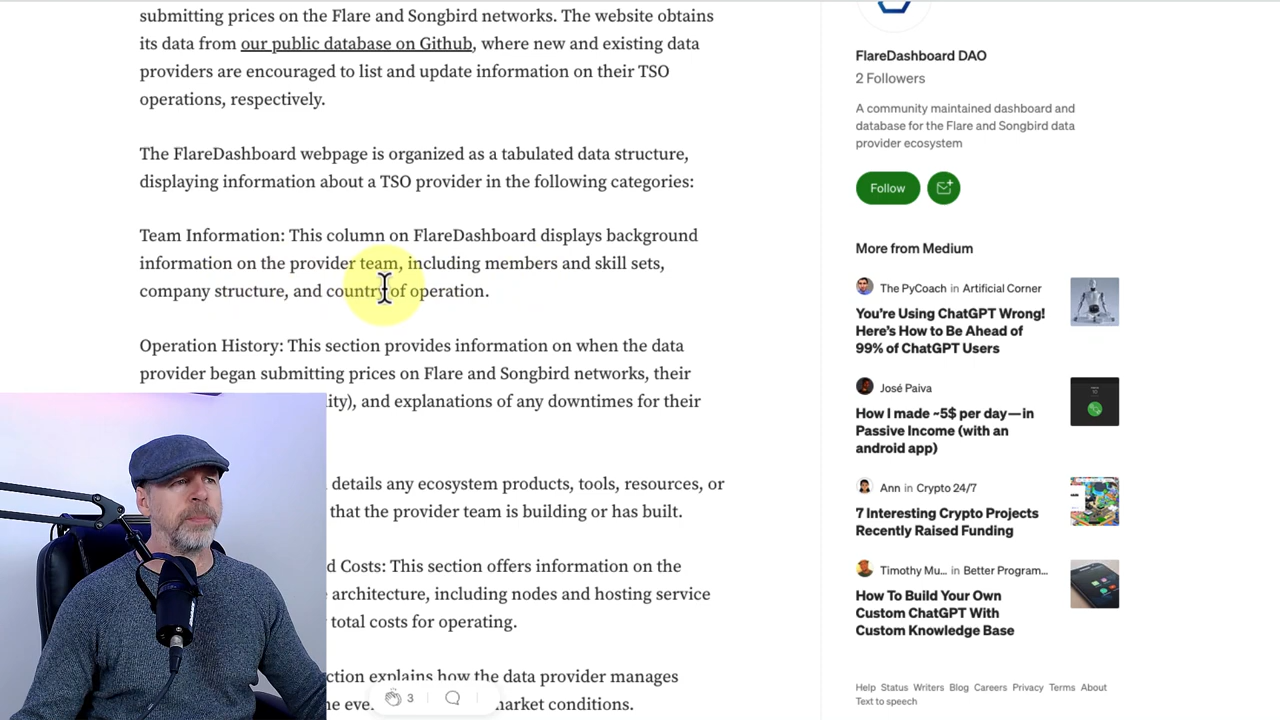 submitting prices on the Flare and Songbird networks. The website obtains
its data from our public database on Github, where new and existing data
providers are encouraged to list and update information on their TSO
operations, respectively.
The FlareDashboard webpage is organized as a tabulated data structure,
displaying information about a TSO provider in the following categories:
Team Information: This column on FlareDashboard displays background
information on the provider team, including members and skill sets,
company structure, and country of operation.
Operation History: This section provides information on when the data
provider began submitting prices on Flare and Songbird networks, their
ity), and explanations of any downtimes for their
details any ecosystem products, tools, resources, or
that the provider team is building or has built.
d Costs: This section offers information on the
architecture, including nodes and hosting service
total costs for operating.
ction explains how the data provider manages
market conditions.
3
FlareDashboard DAO
2 Followers
A community maintained dashboard and
database for the Flare and Songbird data
provider ecosystem
Follow
More from Medium
The PyCoach in Artificial Corner
You're Using ChatGPT Wrong!
Here's How to Be Ahead of
99% of ChatGPT Users
José Paiva
How I made ~5$ per day—in
Passive Income (with an
android app)
Ann in Crypto 24/7
7 Interesting Crypto Projects
Recently Raised Funding
Timothy Mu... in Better Program...
How To Build Your Own
Custom ChatGPT With
Custom Knowledge Base
Help Status Writers Blog Careers Privacy Terms About
Text to speech